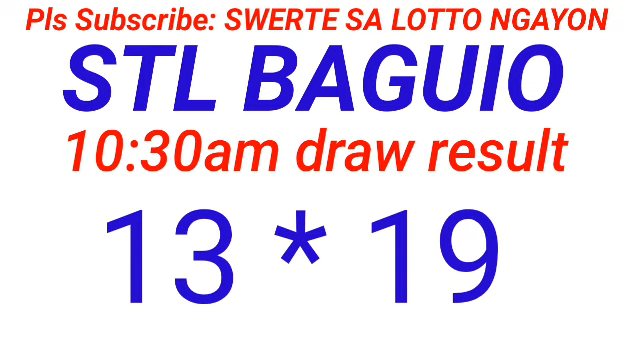 Pls Subscribe: SWERTE SA LOTTO NGAYON
STL BAGUIO
10:30am draw result
13 * 19